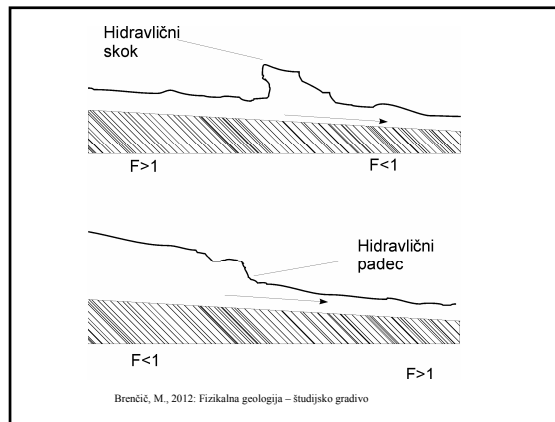 Hidravlični
skok
F>1
F<1
Hidravlični
padec
F<1
F>1
Brenčič, M., 2012: Fizikalna geologija – študijsko gradivo